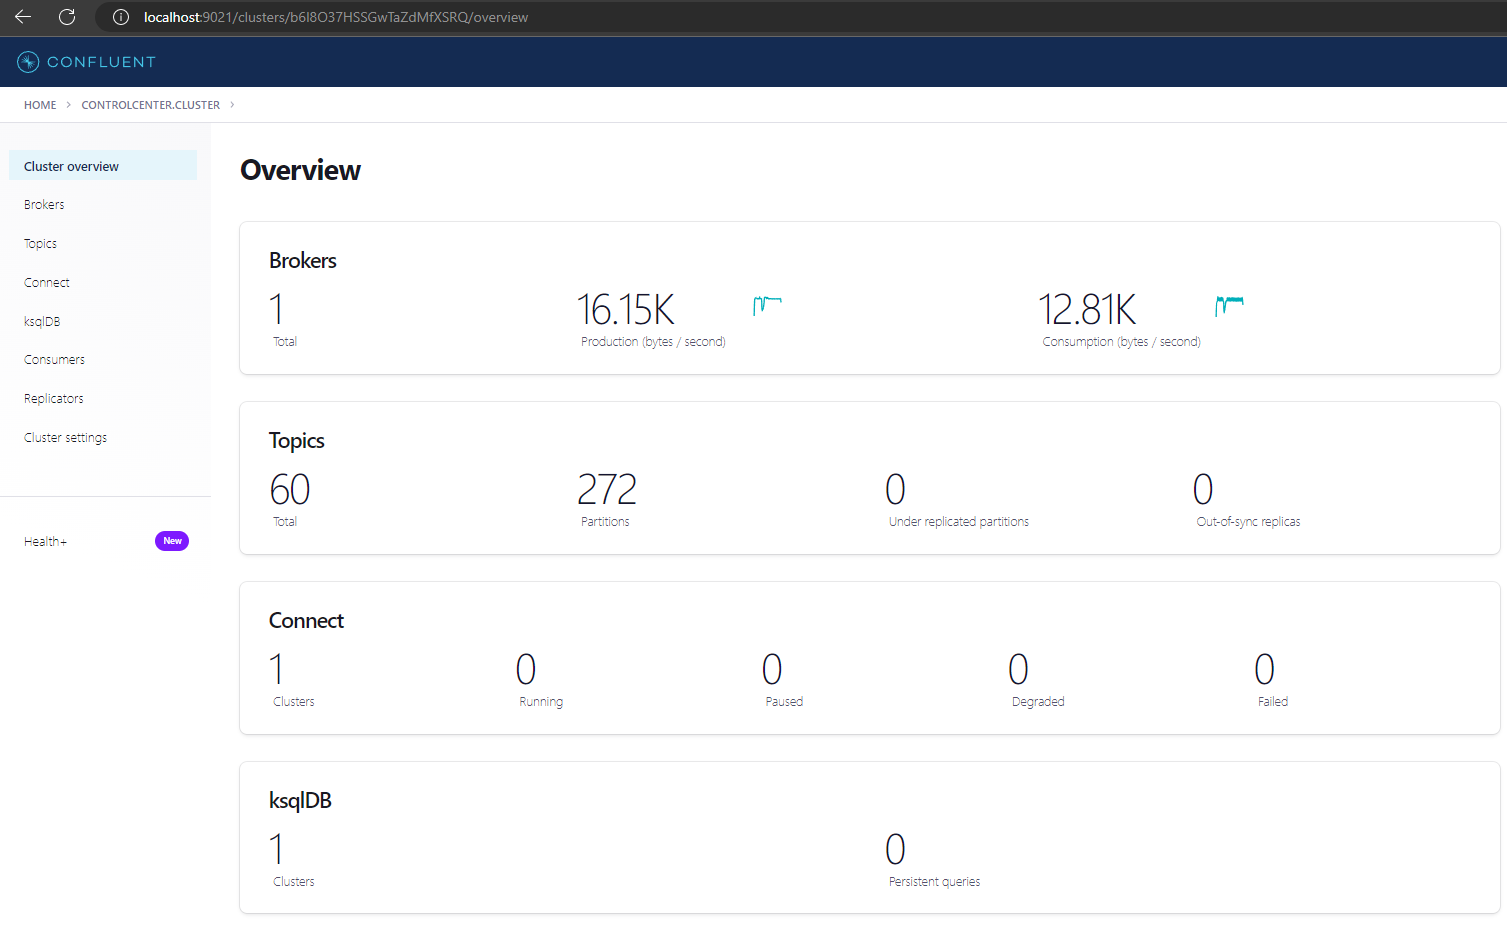 localhost:9021/clusters/b6I8O37HSSGwTaZdMfXSRQ/overview
CONFLUENT
HOME > CONTROLCENTER.CLUSTER >
Cluster overview
Brokers
Topics
Connect
ksqlDB
Consumers
Replicators
Cluster settings
Health+ New
Overview
Brokers
1 16.15K 12.81K
Total Production (bytes / second) Consumption (bytes / second)
Topics
60 272 0 0
Total Partitions Under replicated partitions Out-of-sync replicas
Connect
1 0 0 0 0
Clusters Running Paused Degraded Failed
ksqlDB
1 0
Clusters Persistent queries